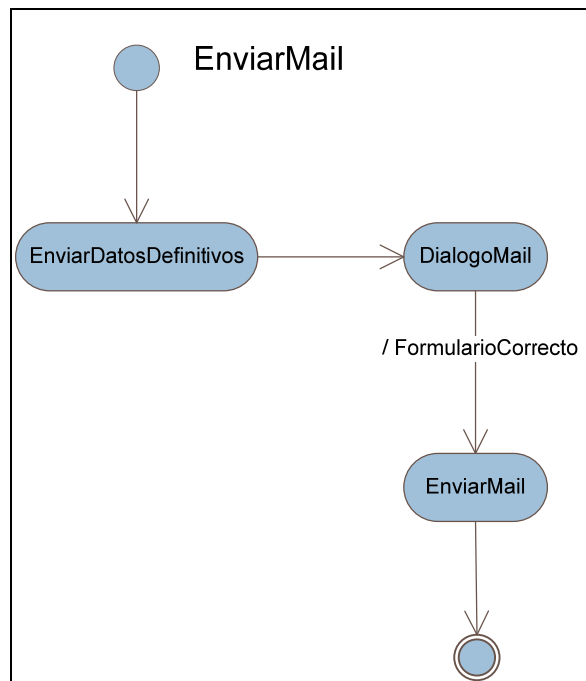 EnviarMail
EnviarDatosDefinitivos
DialogoMail
/ FormularioCorrecto
EnviarMail